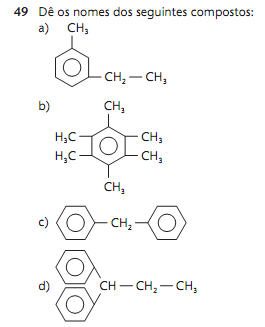 49 Dê os nomes dos seguintes compostos:
a) CH₃
CH₂ — CH₃
b) CH₃
H₃C CH₃
H₃C CH₃
CH₃
c) CH₂
d) CH — CH₂ — CH₃